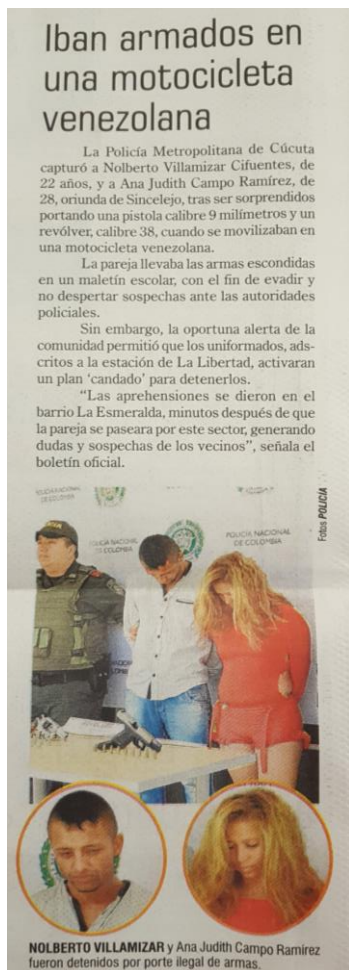 Iban armados en
una motocicleta
venezolana
La Policía Metropolitana de Cúcuta
capturó a Nolberto Villamizar Cifuentes, de
22 años, y a Ana Judith Campo Ramírez, de
28, oriunda de Sincelejo, tras ser sorprendidos
portando una pistola calibre 9 milímetros y un
revólver, calibre 38, cuando se movilizaban en
una motocicleta venezolana.
La pareja llevaba las armas escondidas
en un maletín escolar, con el fin de evadir y
no despertar sospechas ante las autoridades
policiales.
Sin embargo, la oportuna alerta de la
comunidad permitió que los uniformados, ads-
critos a la estación de La Libertad, activaran
un plan ‘candado’ para detenerlos.
“Las aprehensiones se dieron en el
barrio La Esmeralda, minutos después de que
la pareja se paseara por este sector, generando
dudas y sospechas de los vecinos”, señala el
boletín oficial.
Fotos POLICÍA
POLICÍA NACIONAL
DE COLOMBIA
POLICÍA NACIONAL
DE COLOMBIA
NOLBERTO VILLAMIZAR y Ana Judith Campo Ramírez
fueron detenidos por porte ilegal de armas.